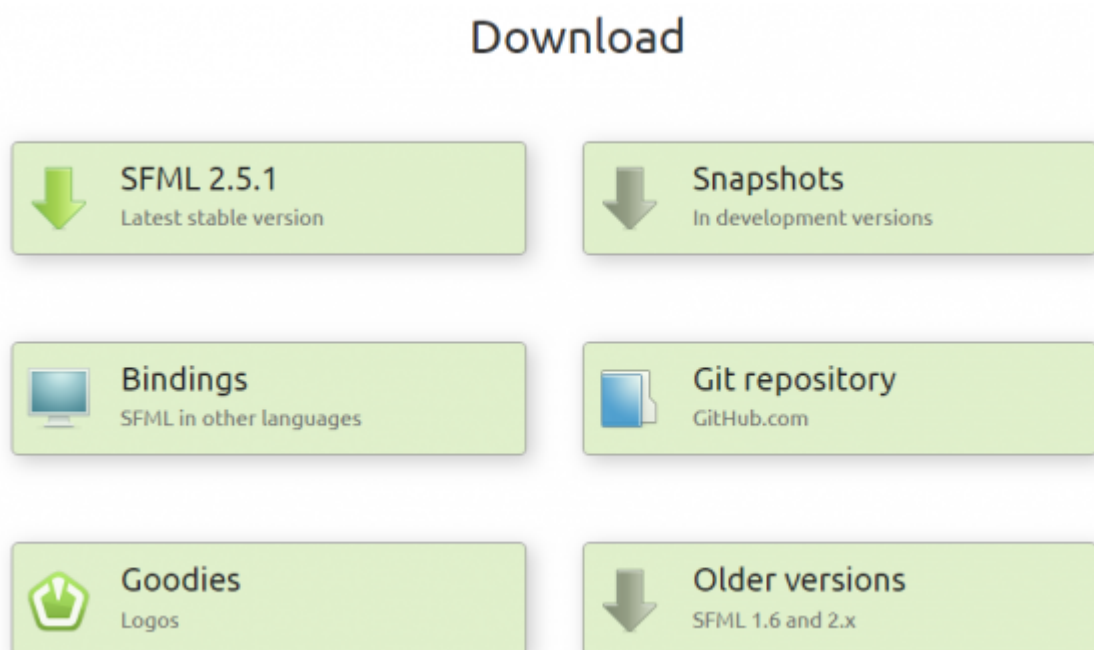 Download
SFML 2.5.1
Latest stable version
Snapshots
In development versions
Bindings
SFML in other languages
Git repository
GitHub.com
Goodies
Logos
Older versions
SFML 1.6 and 2.x